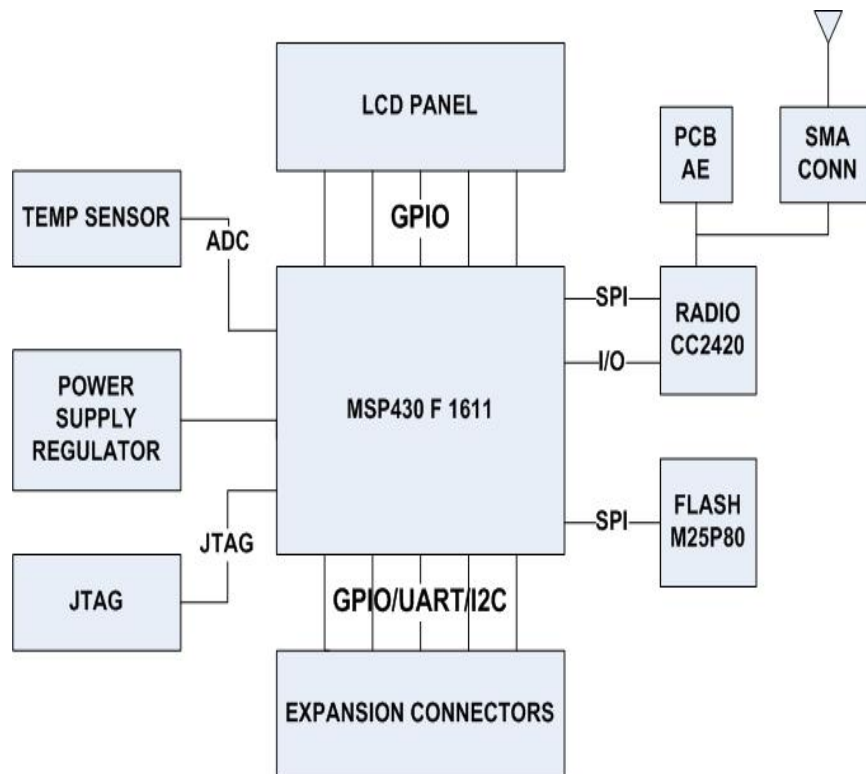 LCD PANEL
PCB
AE
SMA
CONN
TEMP SENSOR
ADC
GPIO
SPI
RADIO
CC2420
I/O
POWER
SUPPLY
REGULATOR
MSP430 F 1611
SPI
FLASH
M25P80
JTAG
JTAG
GPIO/UART/I2C
EXPANSION CONNECTORS